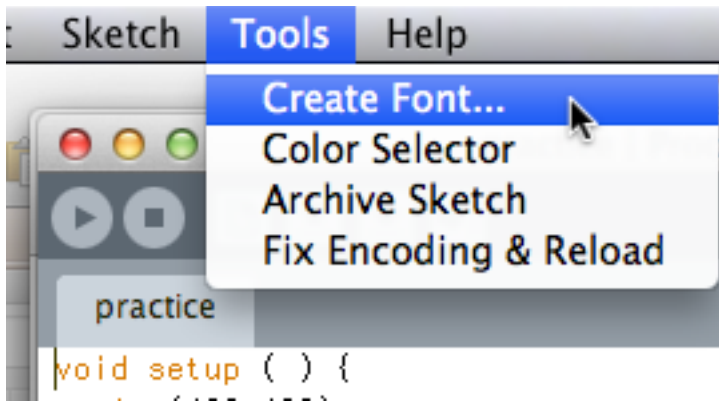 Sketch Tools Help
Create Font...
Color Selector
Archive Sketch
Fix Encoding & Reload
practice
void setup ( ) {